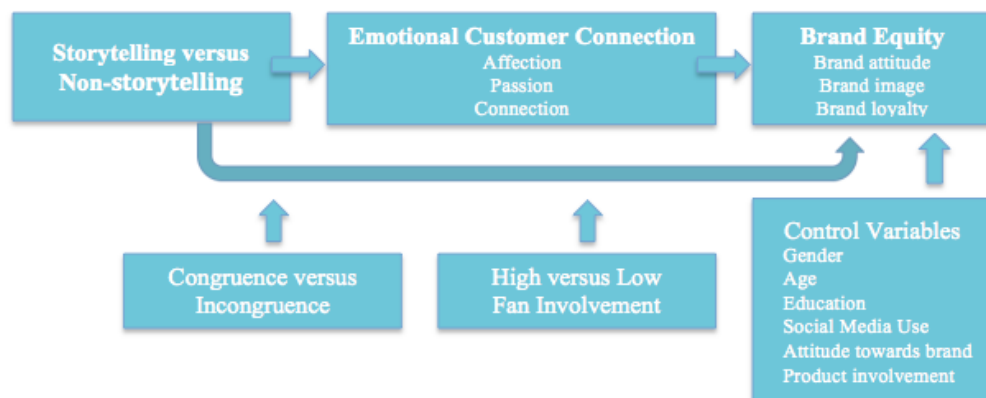 Storytelling versus
Non-storytelling
Emotional Customer Connection
Affection
Passion
Connection
Brand Equity
Brand attitude
Brand image
Brand loyalty
Congruence versus
Incongruence
High versus Low
Fan Involvement
Control Variables
Gender
Age
Education
Social Media Use
Attitude towards brand
Product involvement